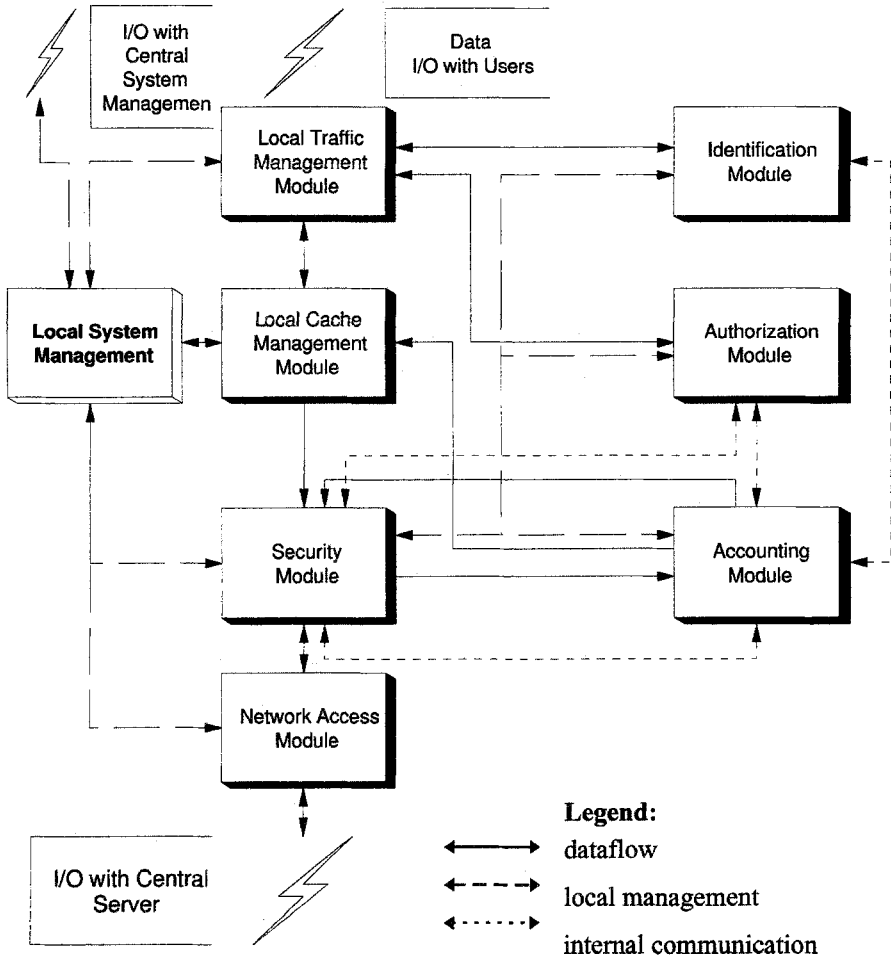 I/O with
Central
System
Managemen
Data
I/O with Users
Local Traffic
Management
Module
Identification
Module
Local System
Management
Local Cache
Management
Module
Authorization
Module
Security
Module
Accounting
Module
Network Access
Module
I/O with Central
Server
Legend:
dataflow
local management
internal communication